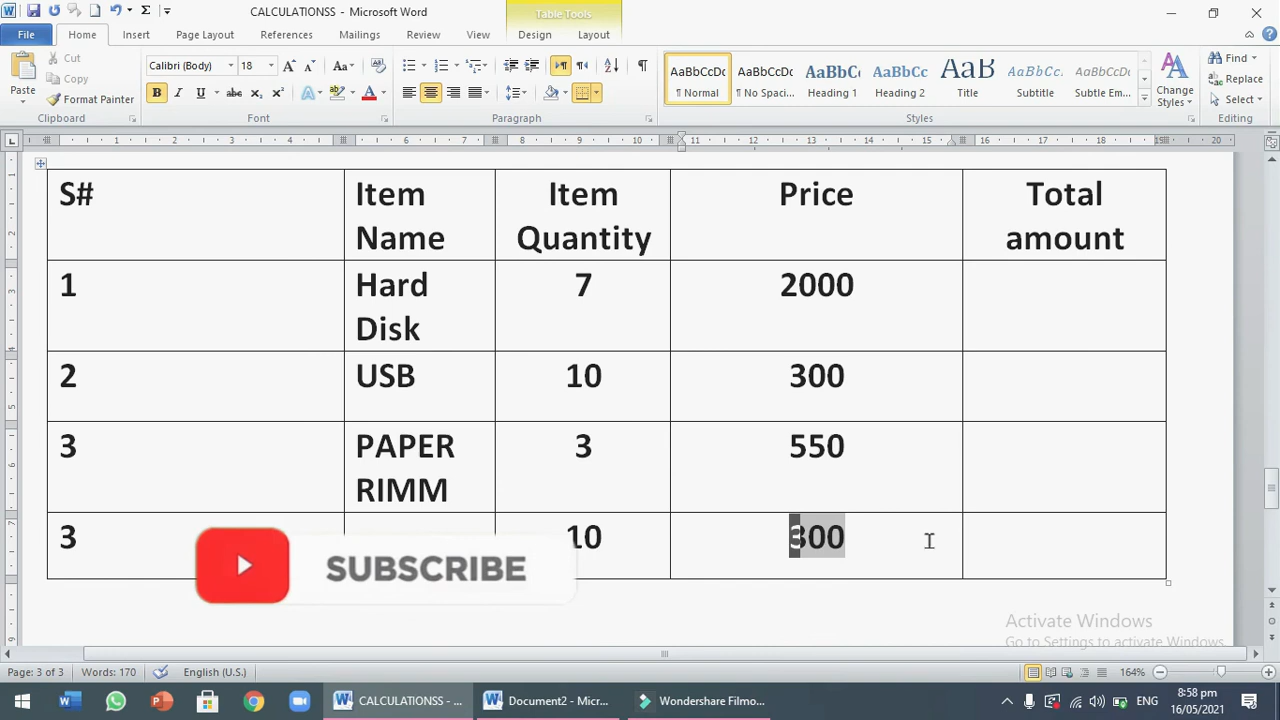 CALCULATIONSS - Microsoft Word
Table Tools
File Home Insert Page Layout References Mailings Review View Design Layout
Paste
Cut
Copy
Format Painter
Clipboard
Calibri (Body) 18
Font
Paragraph
AaBbCcDc AaBbCcDc AaBbCc AaBbCc AaB AaBbCc. AaBbCcDc
¶ Normal ¶ No Spaci... Heading 1 Heading 2 Title Subtitle Subtle Em...
Change
Styles
Styles
Find
Replace
Select
Editing
S#
Item
Name
Item
Quantity
Price
Total
amount
1
Hard
Disk
7
2000
2
USB
10
300
3
PAPER
RIMM
3
550
3
10
300
SUBSCRIBE
Activate Windows
Go to Settings to activate Windows.
Page: 3 of 3 Words: 170 English (U.S.) 164%
CALCULATIONSS - ... Document2 - Micr... Wondershare Filmo...
ENG
8:58 pm
16/05/2021